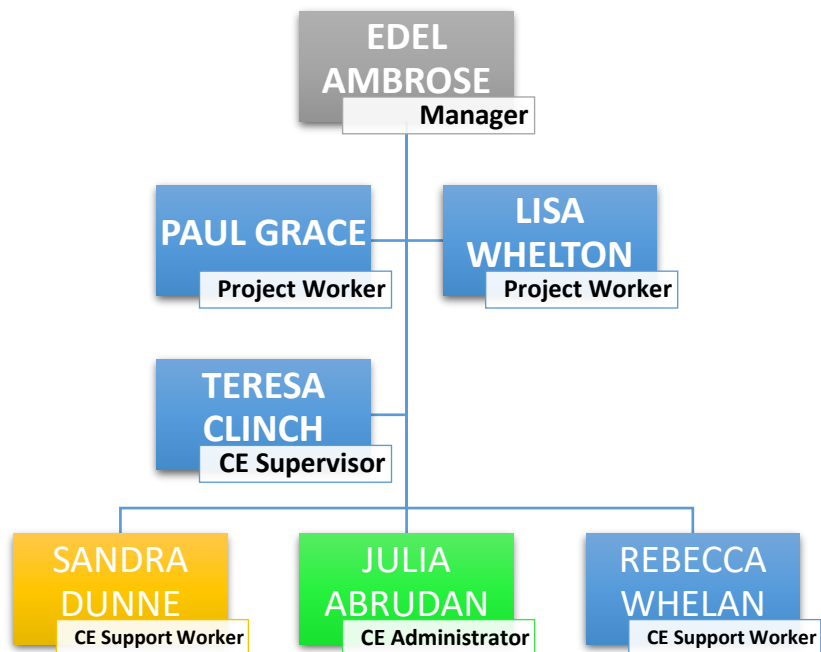 EDEL
AMBROSE
Manager
PAUL GRACE
Project Worker
LISA
WHELTON
Project Worker
TERESA
CLINCH
CE Supervisor
SANDRA
DUNNE
CE Support Worker
JULIA
ABRUDAN
CE Administrator
REBECCA
WHELAN
CE Support Worker